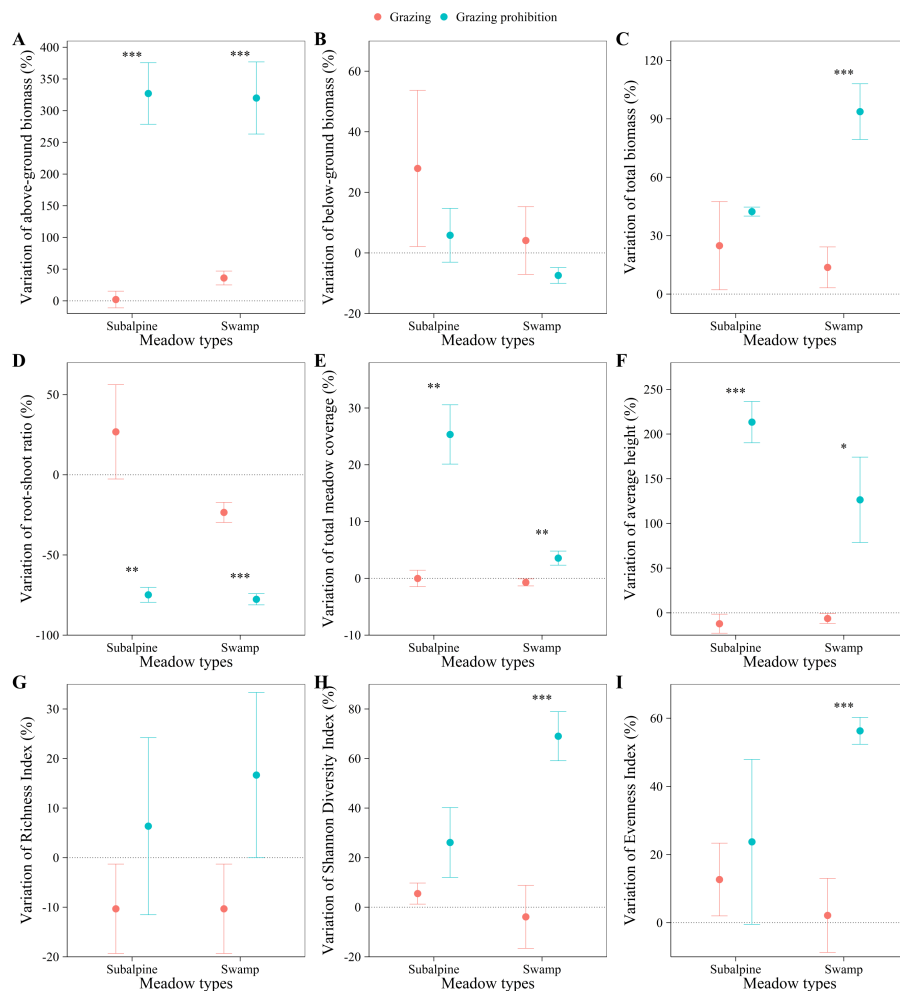 Grazing Grazing prohibition
A
Variation of above-ground biomass (%)
400
350
300
250
200
150
100
50
0
***
***
Subalpine Swamp
Meadow types
B
Variation of below-ground biomass (%)
60
40
20
0
-20
Subalpine Swamp
Meadow types
C
Variation of total biomass (%)
120
90
60
30
0
***
Subalpine Swamp
Meadow types
D
Variation of root-shoot ratio (%)
50
0
-50
-100
**
***
Subalpine Swamp
Meadow types
E
Variation of total meadow coverage (%)
30
20
10
0
-10
**
**
Subalpine Swamp
Meadow types
F
Variation of average height (%)
250
200
150
100
50
0
***
*
Subalpine Swamp
Meadow types
G
Variation of Richness Index (%)
30
20
10
0
-10
-20
Subalpine Swamp
Meadow types
H
Variation of Shannon Diversity Index (%)
80
60
40
20
0
-20
***
Subalpine Swamp
Meadow types
I
Variation of Evenness Index (%)
60
40
20
0
***
Subalpine Swamp
Meadow types